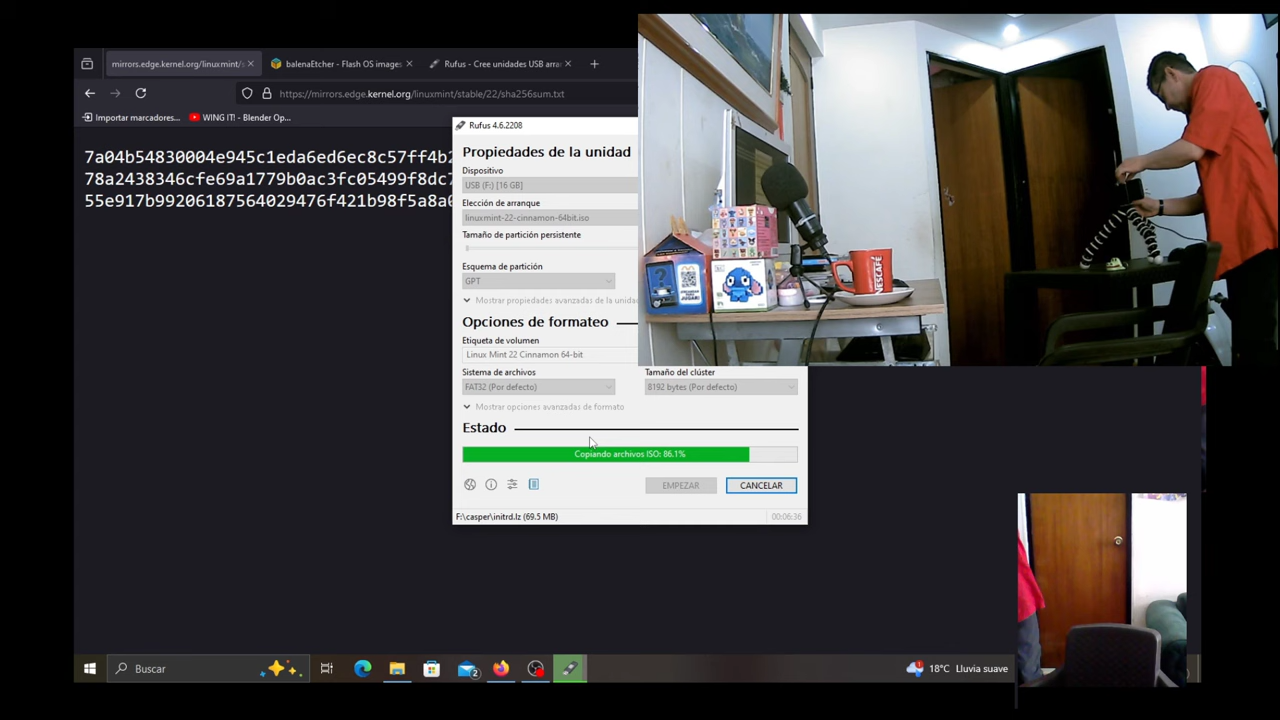 mirrors.edge.kernel.org/linuxmint/s
balenaEtcher - Flash OS images
Rufus - Cree unidades USB arra
https://mirrors.edge.kernel.org/linuxmint/stable/22/sha256sum.txt
Importar marcadores...
WING IT! - Blender Op...
7a04b54830004e945c1eda6ed6ec8c57ff4b2
78a2438346cfe69a1779b0ac3fc05499f8dc7
55e917b99206187564029476f421b98f5a8a0
Rufus 4.6.2208
Propiedades de la unidad
Dispositivo
USB (F:) [16 GB]
Elección de arranque
linuxmint-22-cinnamon-64bit.iso
Tamaño de partición persistente
Esquema de partición
GPT
Mostrar propiedades avanzadas de la unida
Opciones de formateo
Etiqueta de volumen
Linux Mint 22 Cinnamon 64-bit
Sistema de archivos
Tamaño del clúster
FAT32 (Por defecto)
8192 bytes (Por defecto)
Mostrar opciones avanzadas de formato
Estado
Copiando archivos ISO: 86.1%
EMPEZAR
CANCELAR
F:\casper\initrd.lz (69.5 MB)
00:06:36
NESCAFÉ
Buscar
2
1
18°C Lluvia suave